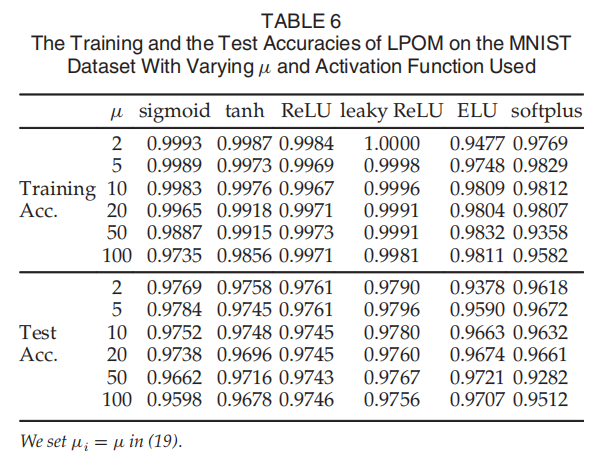 TABLE 6
The Training and the Test Accuracies of LPOM on the MNIST
Dataset With Varying μ and Activation Function Used
μ sigmoid tanh ReLU leaky ReLU ELU softplus
2 0.9993 0.9987 0.9984 1.0000 0.9477 0.9769
5 0.9989 0.9973 0.9969 0.9998 0.9748 0.9829
Training 10 0.9983 0.9976 0.9967 0.9996 0.9809 0.9812
Acc. 20 0.9965 0.9918 0.9971 0.9991 0.9804 0.9807
50 0.9887 0.9915 0.9973 0.9991 0.9832 0.9358
100 0.9735 0.9856 0.9971 0.9981 0.9811 0.9582
2 0.9769 0.9758 0.9761 0.9790 0.9378 0.9618
5 0.9784 0.9745 0.9761 0.9796 0.9590 0.9672
Test 10 0.9752 0.9748 0.9745 0.9780 0.9663 0.9632
Acc. 20 0.9738 0.9696 0.9745 0.9760 0.9674 0.9661
50 0.9662 0.9716 0.9743 0.9767 0.9721 0.9282
100 0.9598 0.9678 0.9746 0.9756 0.9707 0.9512
We set μᵢ = μ in (19).